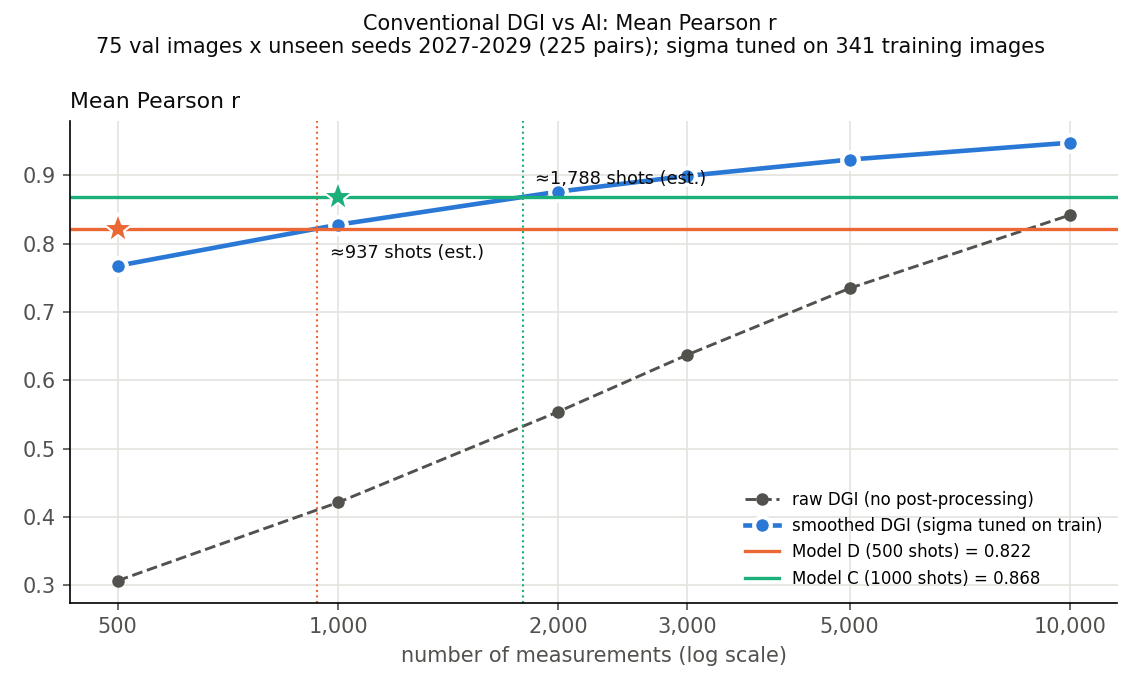 Conventional DGI vs AI: Mean Pearson r
75 val images x unseen seeds 2027-2029 (225 pairs); sigma tuned on 341 training images
Mean Pearson r
0.9
0.8
0.7
0.6
0.5
0.4
0.3
≈1,788 shots (est.)
≈937 shots (est.)
raw DGI (no post-processing)
smoothed DGI (sigma tuned on train)
Model D (500 shots) = 0.822
Model C (1000 shots) = 0.868
500
1,000
2,000
3,000
5,000
10,000
number of measurements (log scale)